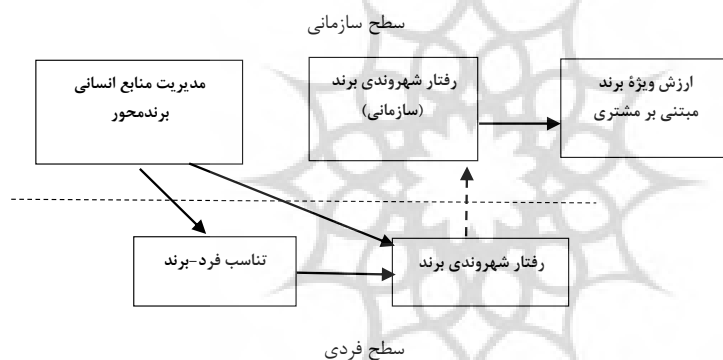 سطح سازمانی
مدیریت منابع انسانی
برندمحور
رفتار شهروندی برند
(سازمانی)
ارزش ویژۀ برند
مبتنی بر مشتری
تناسب فرد-برند
رفتار شهروندی برند
سطح فردی